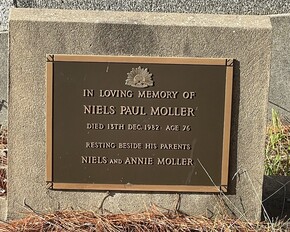 IN LOVING MEMORY OF
NIELS PAUL MOLLER
DIED 15TH DEC. 1982 AGE 76
RESTING BESIDE HIS PARENTS
NIELS AND ANNIE MOLLER